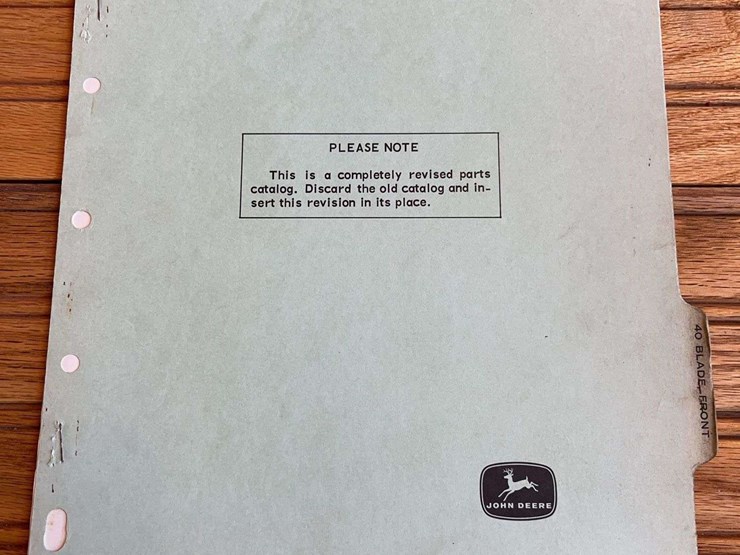 PLEASE NOTE
This is a completely revised parts
catalog. Discard the old catalog and in-
sert this revision in its place.
40 BLADE, FRONT
JOHN DEERE